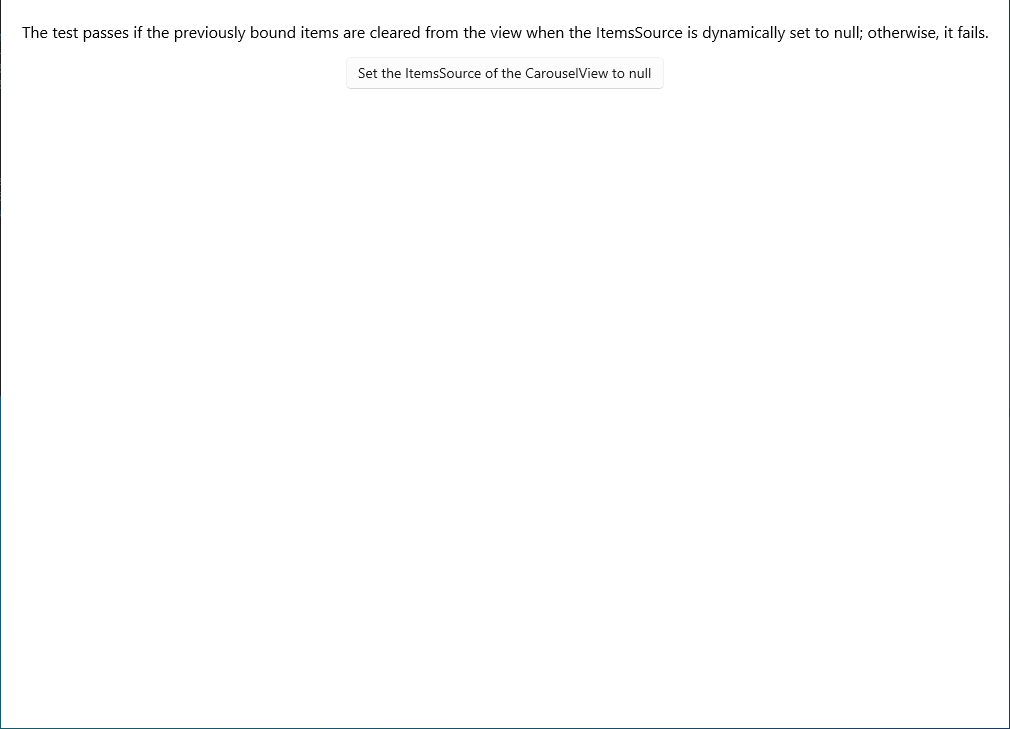 The test passes if the previously bound items are cleared from the view when the ItemsSource is dynamically set to null; otherwise, it fails.
Set the ItemsSource of the CarouselView to null